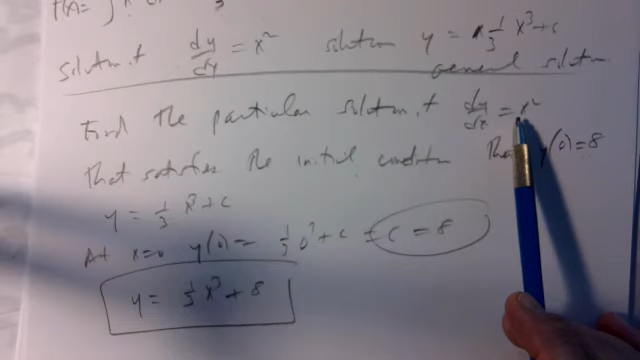 f(x) = ∫ x
Solution of dy/dx = x² solution y = 1/3 x³ + c
general solution
Find the particular solution of dy/dx = x²
that satisfies the initial condition that y(0) = 8
y = 1/3 x³ + c
At x=0 y(0) = 1/3 0³ + c = c = 8
y = 1/3 x³ + 8